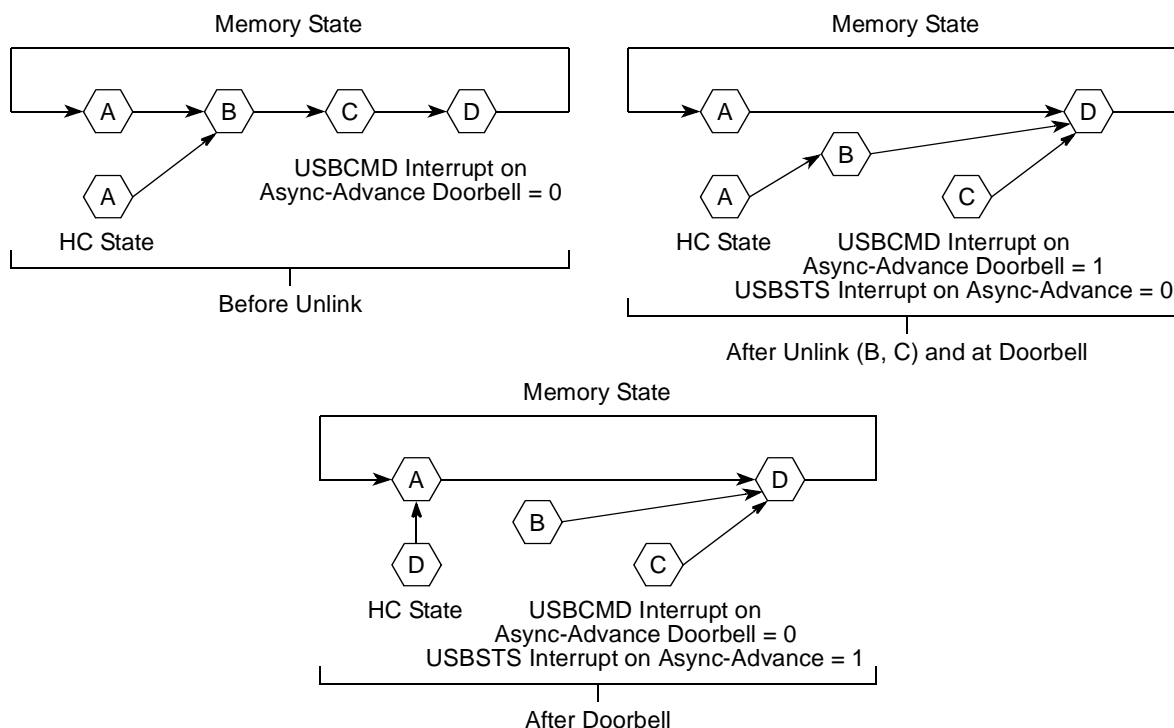 Memory State
A
B
C
D
USBCMD Interrupt on
Async-Advance Doorbell = 0
A
HC State
Before Unlink
Memory State
A
D
B
A
C
HC State
USBCMD Interrupt on
Async-Advance Doorbell = 1
USBSTS Interrupt on Async-Advance = 0
After Unlink (B, C) and at Doorbell
Memory State
A
D
B
D
C
HC State
USBCMD Interrupt on
Async-Advance Doorbell = 0
USBSTS Interrupt on Async-Advance = 1
After Doorbell